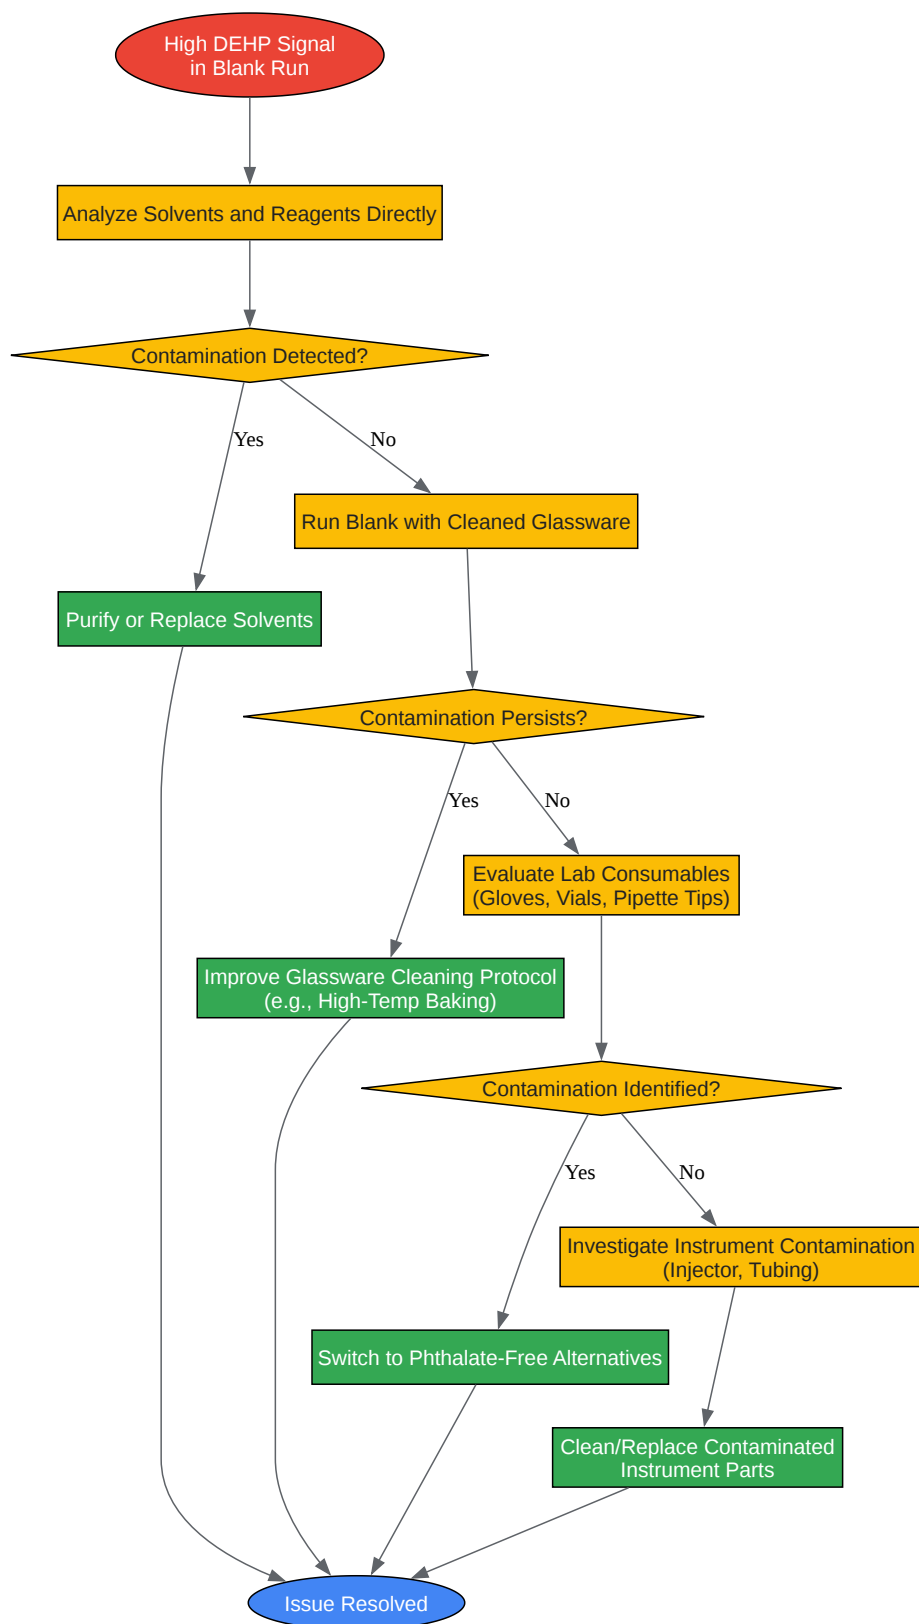 High DEHP Signal
in Blank Run
Analyze Solvents and Reagents Directly
Contamination Detected?
Yes
No
Run Blank with Cleaned Glassware
Purify or Replace Solvents
Contamination Persists?
Yes
No
Evaluate Lab Consumables
(Gloves, Vials, Pipette Tips)
Improve Glassware Cleaning Protocol
(e.g., High-Temp Baking)
Contamination Identified?
Yes
No
Investigate Instrument Contamination
(Injector, Tubing)
Switch to Phthalate-Free Alternatives
Clean/Replace Contaminated
Instrument Parts
Issue Resolved